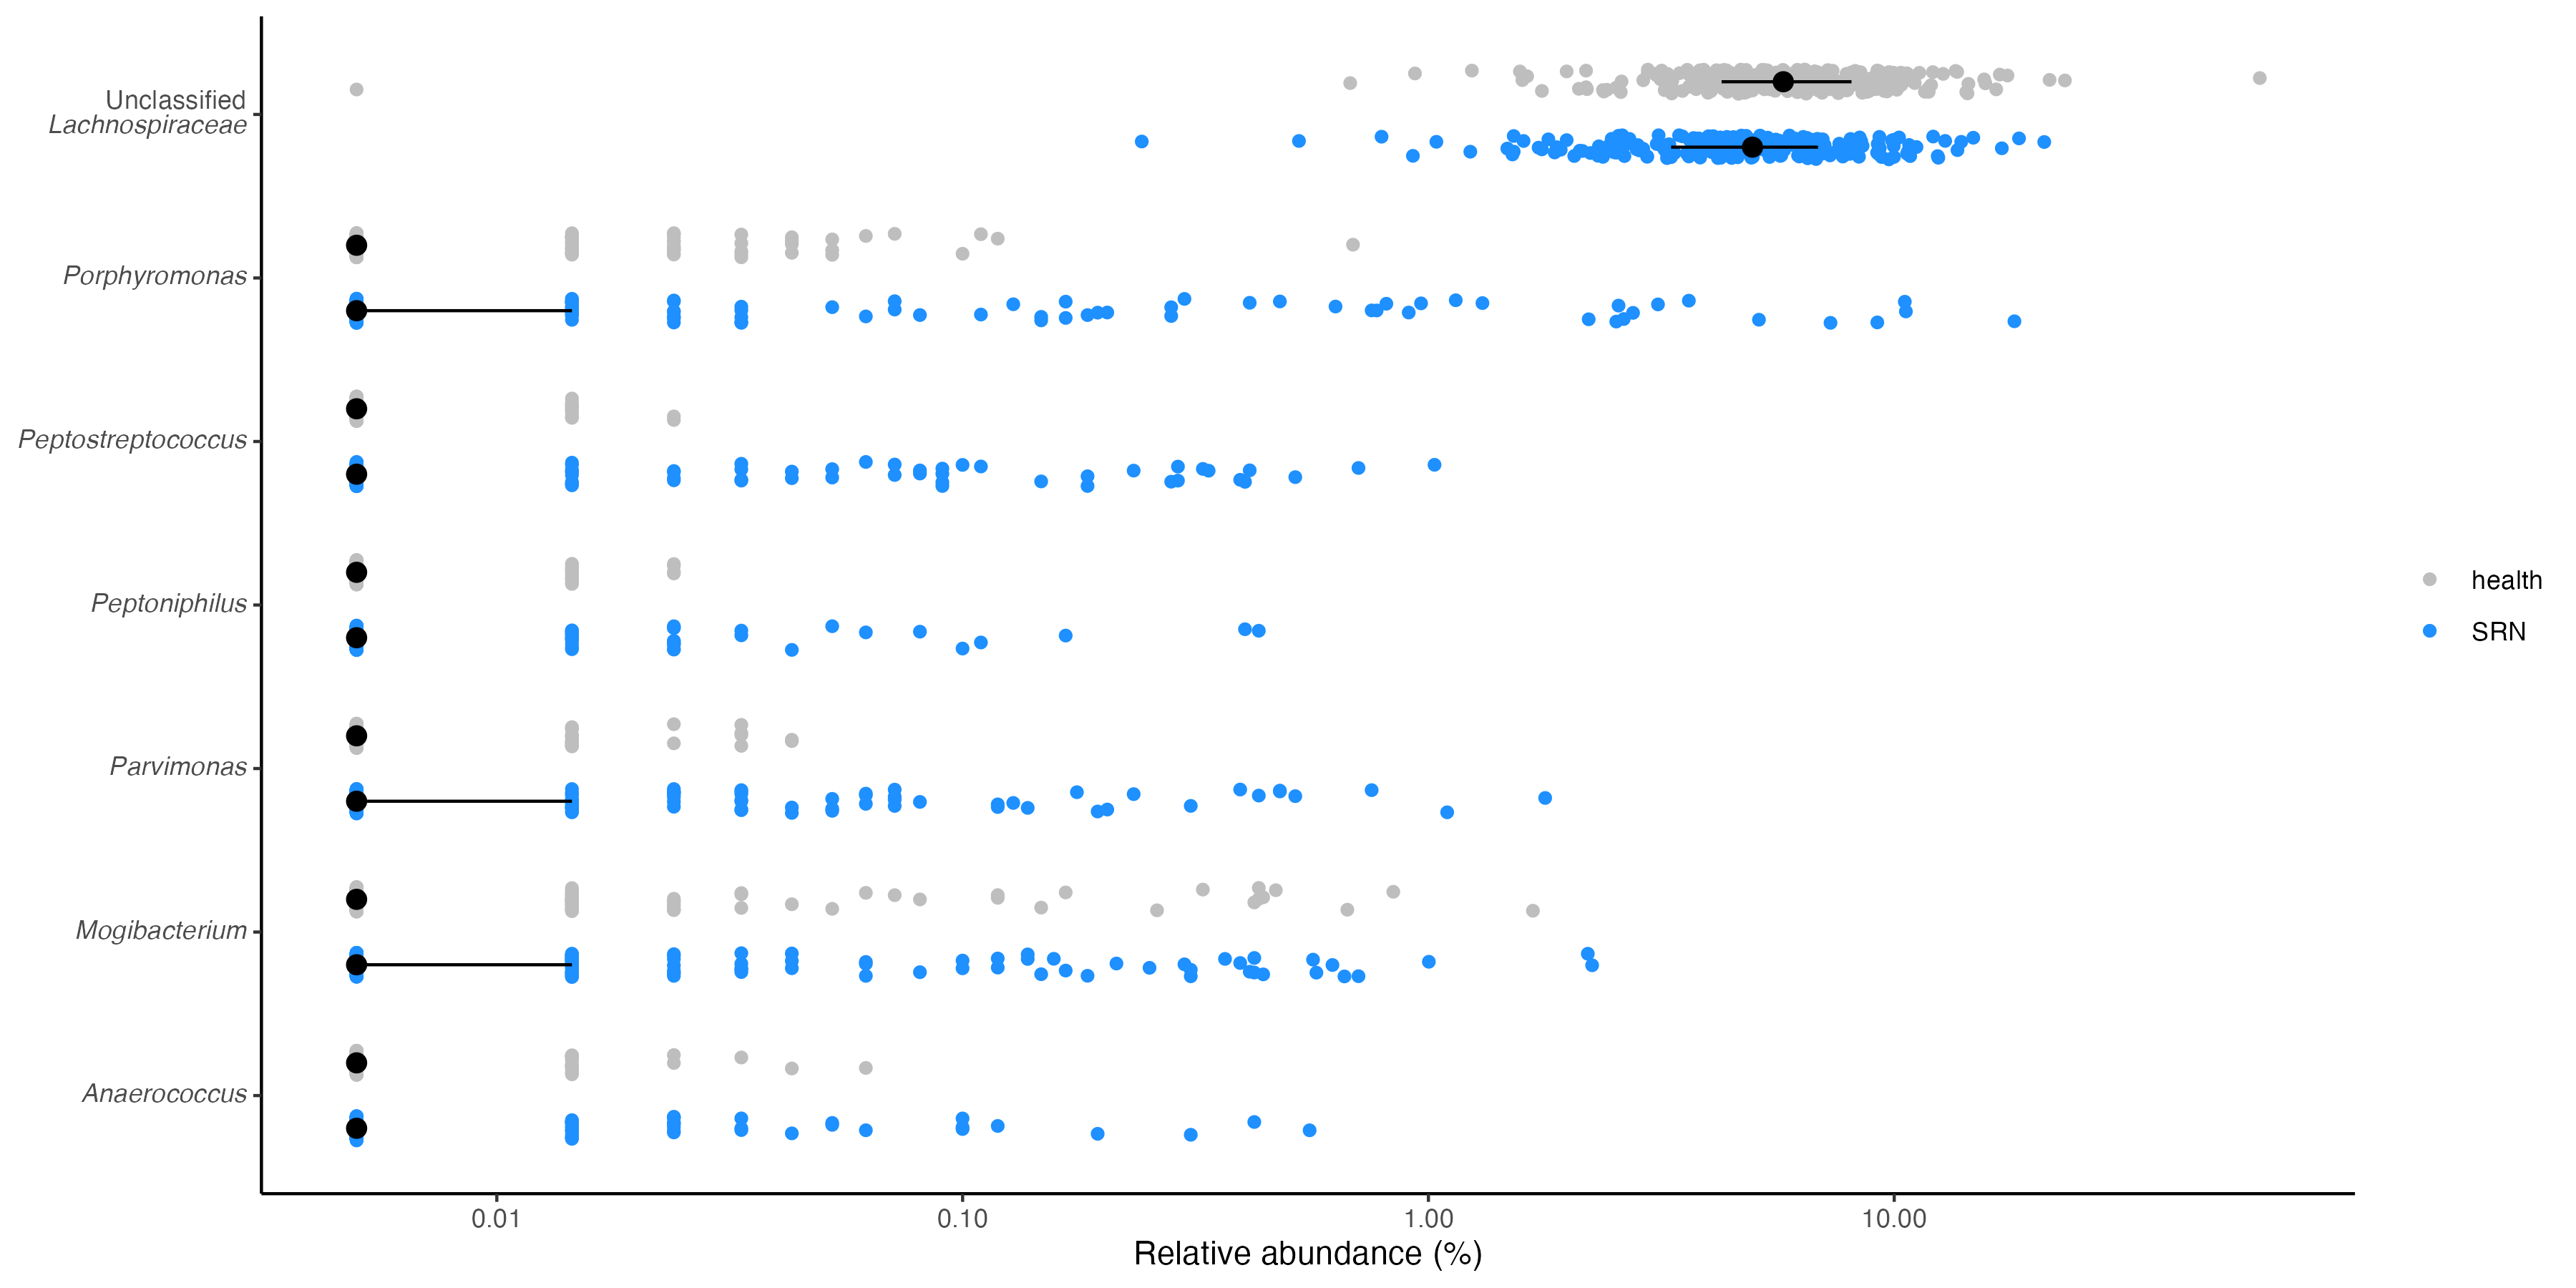 Unclassified
Lachnospiraceae
Porphyromonas
Peptostreptococcus
Peptoniphilus
Parvimonas
Mogibacterium
Anaerococcus
health
SRN
0.01 0.10 1.00 10.00
Relative abundance (%)